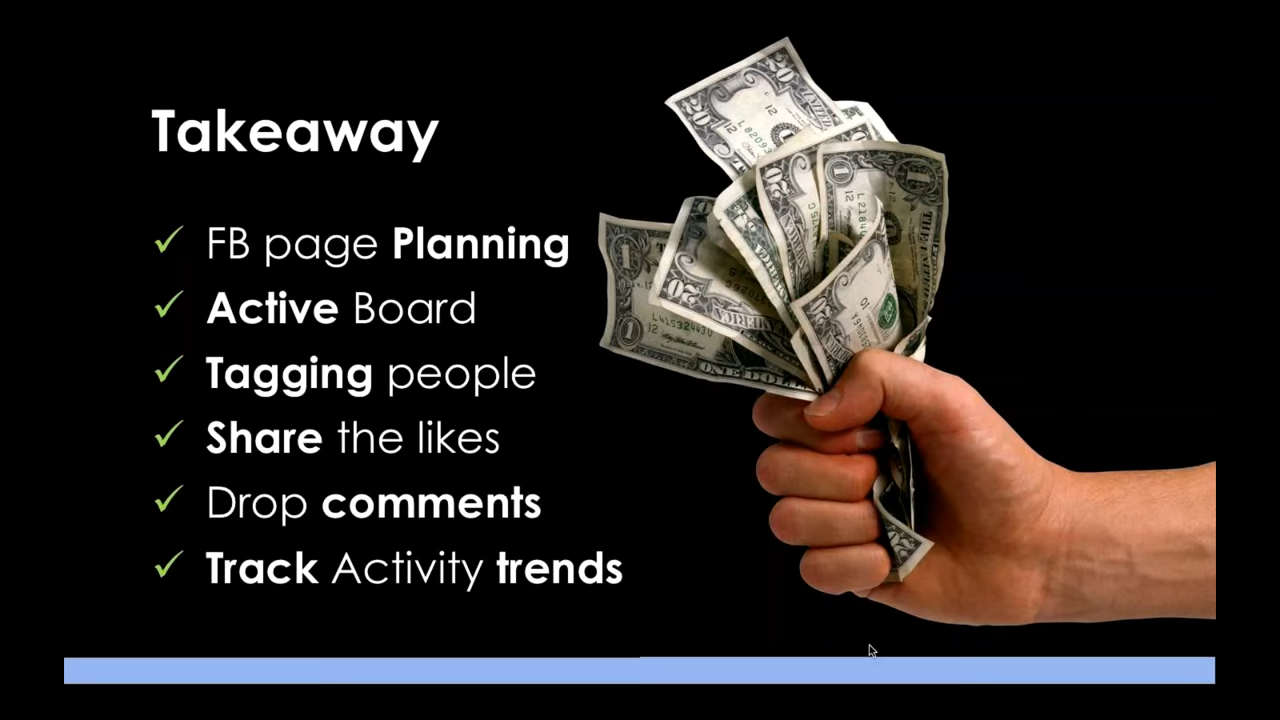 Takeaway
✓ FB page Planning
✓ Active Board
✓ Tagging people
✓ Share the likes
✓ Drop comments
✓ Track Activity trends